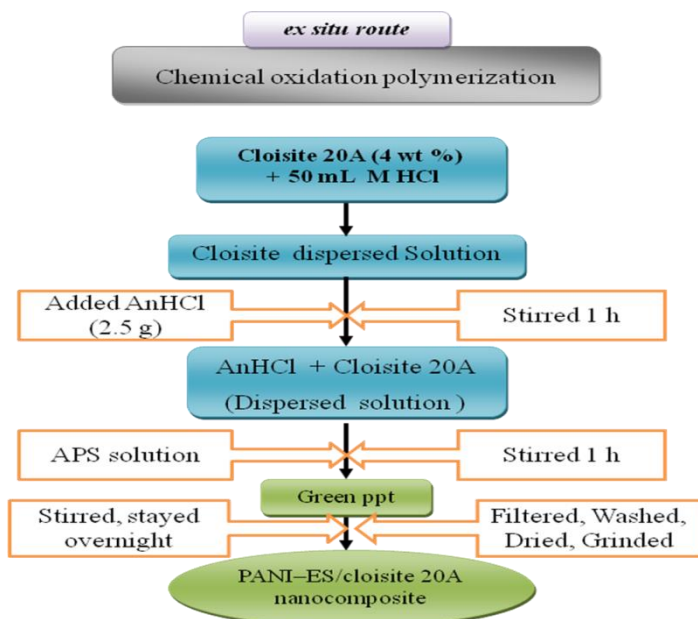 ex situ route
Chemical oxidation polymerization
Cloisite 20A (4 wt %)
+ 50 mL M HCl
Cloisite dispersed Solution
Added AnHCl
(2.5 g)
Stirred 1 h
AnHCl + Cloisite 20A
(Dispersed solution )
APS solution
Stirred 1 h
Green ppt
Stirred, stayed
overnight
Filtered, Washed,
Dried, Grinded
PANI–ES/cloisite 20A
nanocomposite